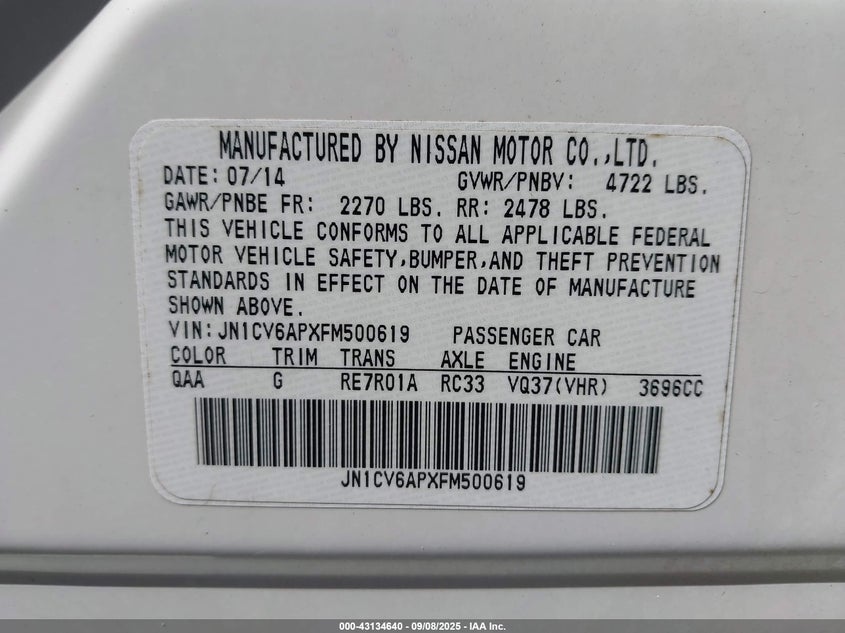 MANUFACTURED BY NISSAN MOTOR CO.,LTD.
DATE: 07/14 GVWR/PNBV: 4722 LBS.
GAWR/PNBE FR: 2270 LBS. RR: 2478 LBS.
THIS VEHICLE CONFORMS TO ALL APPLICABLE FEDERAL
MOTOR VEHICLE SAFETY,BUMPER,AND THEFT PREVENTION
STANDARDS IN EFFECT ON THE DATE OF MANUFACTURE
SHOWN ABOVE.
VIN:JN1CV6APXFM500619 PASSENGER CAR
COLOR TRIM TRANS AXLE ENGINE
QAA G RE7R01A RC33 VQ37(VHR) 3696CC
JN1CV6APXFM500619
000-43134640 - 09/08/2025 - IAA Inc.